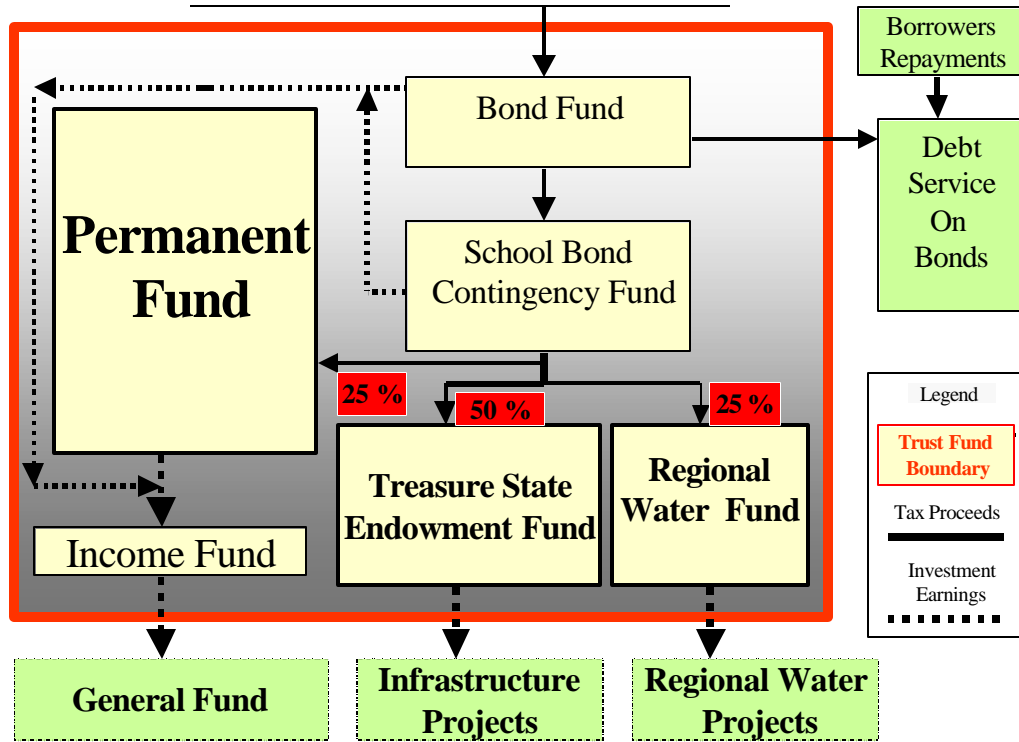 Borrowers
Repayments
Bond Fund
Debt
Service
On
Bonds
Permanent
Fund
School Bond
Contingency Fund
25 %
50 %
25 %
Legend
Trust Fund
Boundary
Tax Proceeds
Investment
Earnings
Treasure State
Endowment Fund
Regional
Water Fund
Income Fund
General Fund
Infrastructure
Projects
Regional Water
Projects